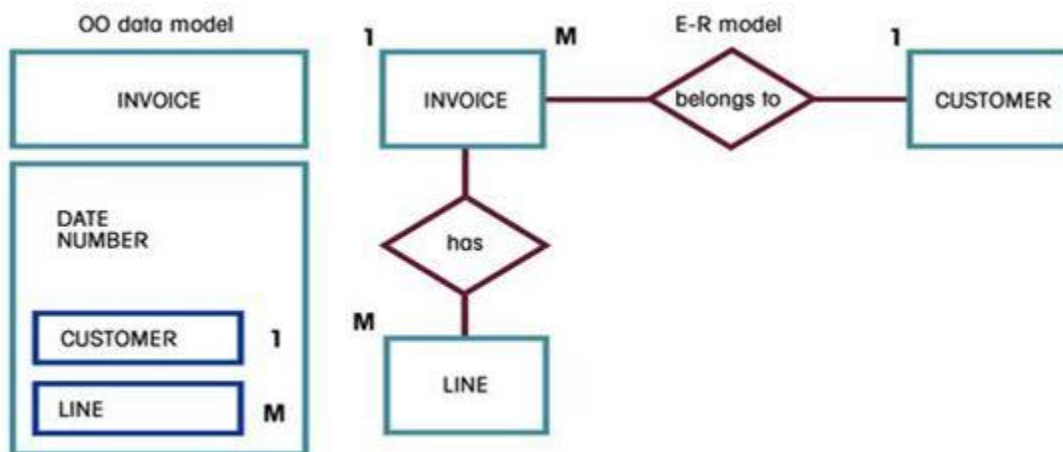 OO data model
INVOICE
DATE
NUMBER
CUSTOMER 1
LINE M
E-R model
1 M 1
INVOICE belongs to CUSTOMER
has
M
LINE